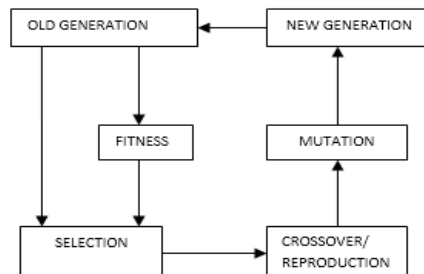 OLD GENERATION
NEW GENERATION
FITNESS
MUTATION
SELECTION
CROSSOVER/
REPRODUCTION